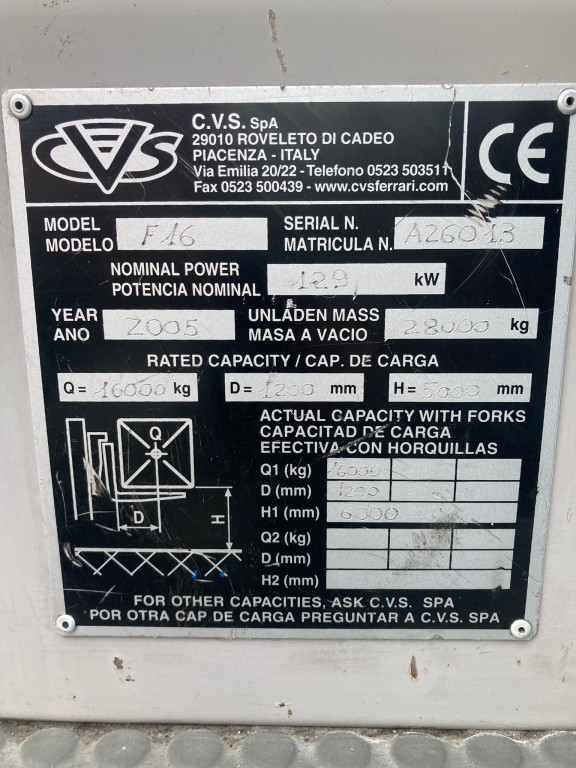 CVS
C.V.S. SpA
29010 ROVELETO DI CADEO
PIACENZA - ITALY
Via Emilia 20/22 - Telefono 0523 503511
Fax 0523 500439 - www.cvsferrari.com
CE
MODEL
MODELO F16
SERIAL N.
MATRICULA N. A26013
NOMINAL POWER
POTENCIA NOMINAL 129 kW
YEAR
ANO 2005
UNLADEN MASS
MASA A VACIO 28000 kg
RATED CAPACITY / CAP. DE CARGA
Q = 16000 kg D = 1200 mm H = 5000 mm
Q
D
H
ACTUAL CAPACITY WITH FORKS
CAPACITAD DE CARGA
EFECTIVA CON HORQUILLAS
Q1 (kg) 16000
D (mm) 1200
H1 (mm) 6000
Q2 (kg)
D (mm)
H2 (mm)
FOR OTHER CAPACITIES, ASK C.V.S. SPA
POR OTRA CAP DE CARGA PREGUNTAR A C.V.S. SPA